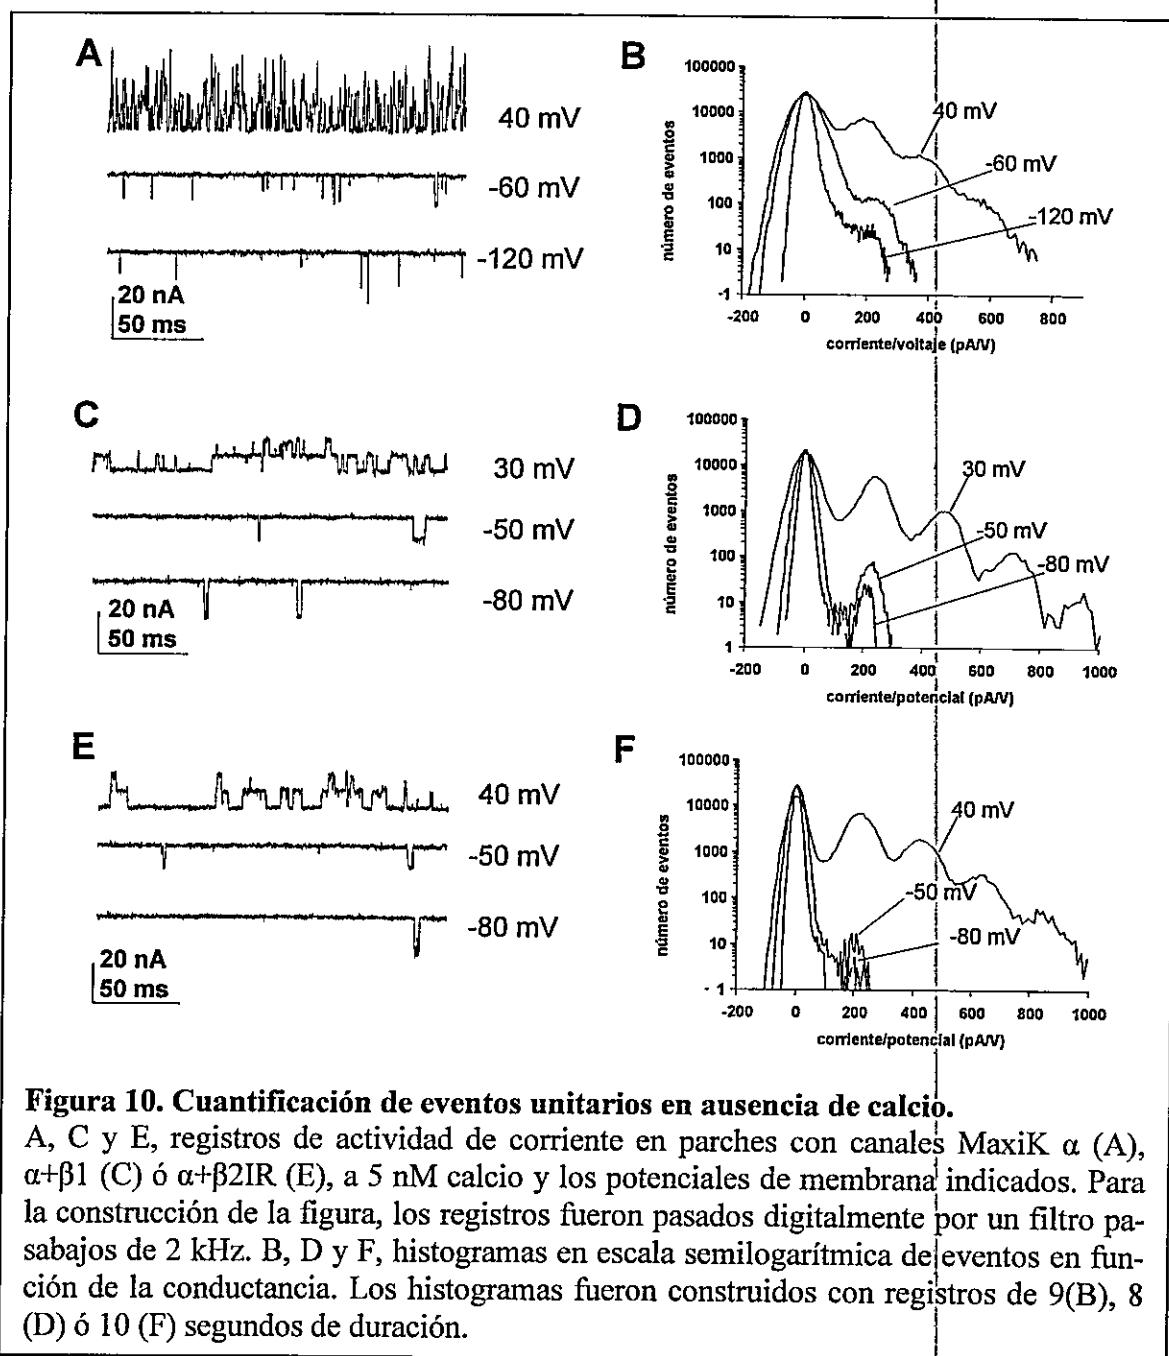 A
40 mV
-60 mV
-120 mV
20 nA
50 ms
B
100000
10000
1000
100
10
-1
número de eventos
40 mV
-60 mV
-120 mV
-200 0 200 400 600 800
corriente/voltaje (pA/V)
C
30 mV
-50 mV
-80 mV
20 nA
50 ms
D
100000
10000
1000
100
10
1
número de eventos
30 mV
-50 mV
-80 mV
-200 0 200 400 600 800 1000
corriente/potencial (pA/V)
E
40 mV
-50 mV
-80 mV
20 nA
50 ms
F
100000
10000
1000
100
10
- 1
número de eventos
40 mV
-50 mV
-80 mV
-200 0 200 400 600 800 1000
corriente/potencial (pA/V)
Figura 10. Cuantificación de eventos unitarios en ausencia de calcio.
A, C y E, registros de actividad de corriente en parches con canales MaxiK α (A),
α+β1 (C) ó α+β2IR (E), a 5 nM calcio y los potenciales de membrana indicados. Para
la construcción de la figura, los registros fueron pasados digitalmente por un filtro pa-
sabajos de 2 kHz. B, D y F, histogramas en escala semilogarítmica de eventos en fun-
ción de la conductancia. Los histogramas fueron construidos con registros de 9(B), 8
(D) ó 10 (F) segundos de duración.